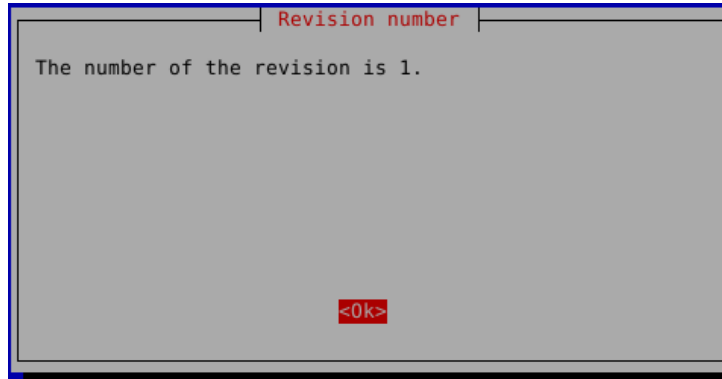 Revision number
The number of the revision is 1.
<Ok>